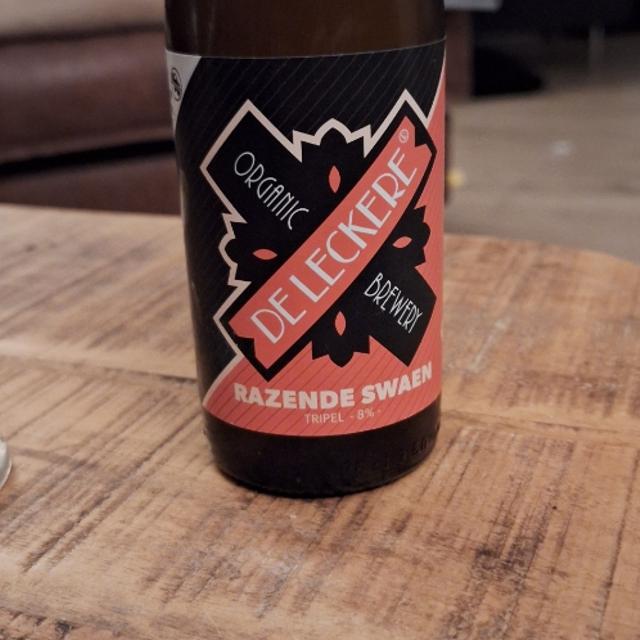 ORGANIC
DE LECKERE
BREWERY
RAZENDE SWAEN
TRIPEL - 8% -